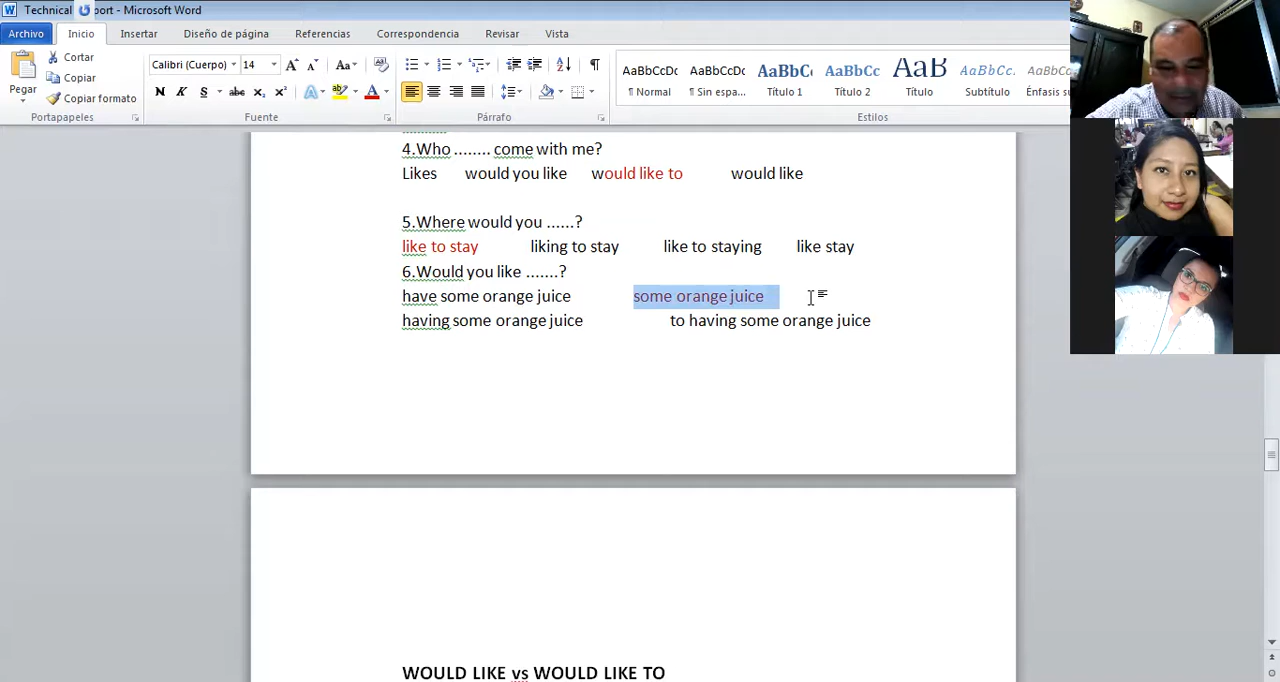 Technical port - Microsoft Word
Archivo Inicio Insertar Diseño de página Referencias Correspondencia Revisar Vista
Cortar
Copiar
Copiar formato
Pegar
Calibri (Cuerpo) 14
N K S abc x₂ x²
AaBbCcDc AaBbCcDc AaBbC AaBbCc AaB AaBbCc. AaBbCc
¶ Normal ¶ Sin espa... Título 1 Título 2 Título Subtítulo Énfasis su
Portapapeles Fuente Párrafo Estilos
4.Who ........ come with me?
Likes would you like would like to would like
5.Where would you ......?
like to stay liking to stay like to staying like stay
6.Would you like .......?
have some orange juice some orange juice
having some orange juice to having some orange juice
WOULD LIKE vs WOULD LIKE TO